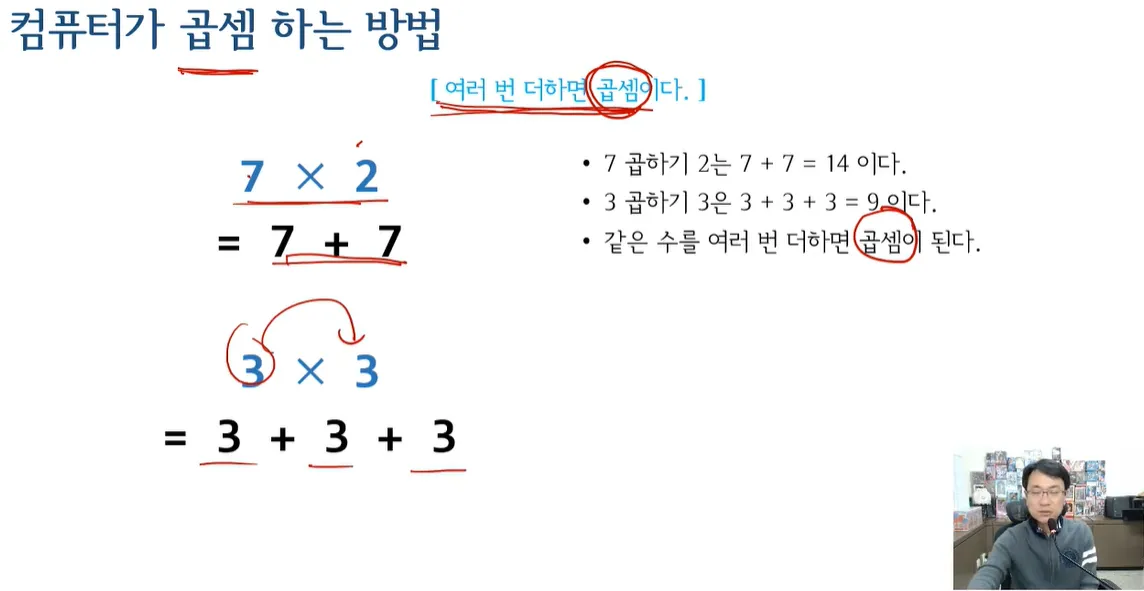 컴퓨터가 곱셈 하는 방법
[ 여러 번 더하면 곱셈이다. ]
7 × 2
= 7 + 7
3 × 3
= 3 + 3 + 3
• 7 곱하기 2는 7 + 7 = 14 이다.
• 3 곱하기 3은 3 + 3 + 3 = 9 이다.
• 같은 수를 여러 번 더하면 곱셈이 된다.